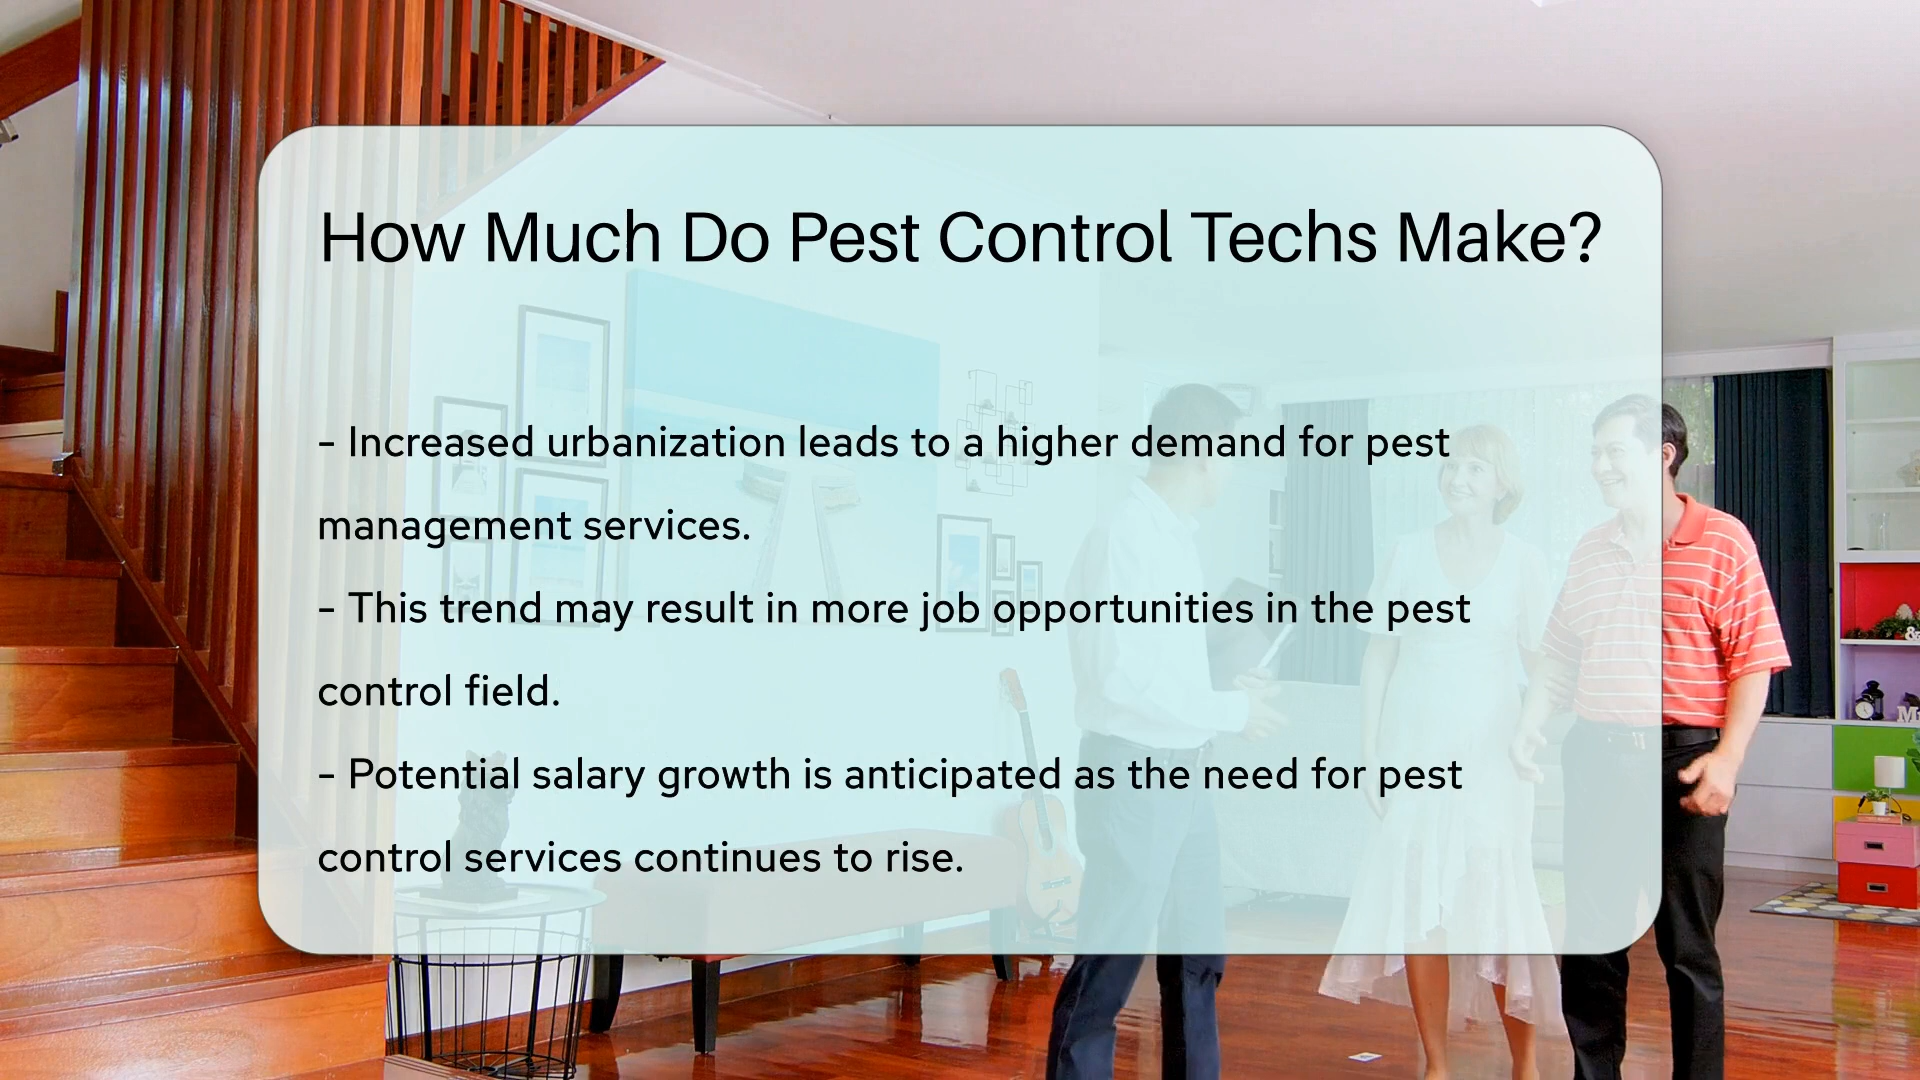 How Much Do Pest Control Techs Make?
- Increased urbanization leads to a higher demand for pest
management services.
- This trend may result in more job opportunities in the pest
control field.
- Potential salary growth is anticipated as the need for pest
control services continues to rise.